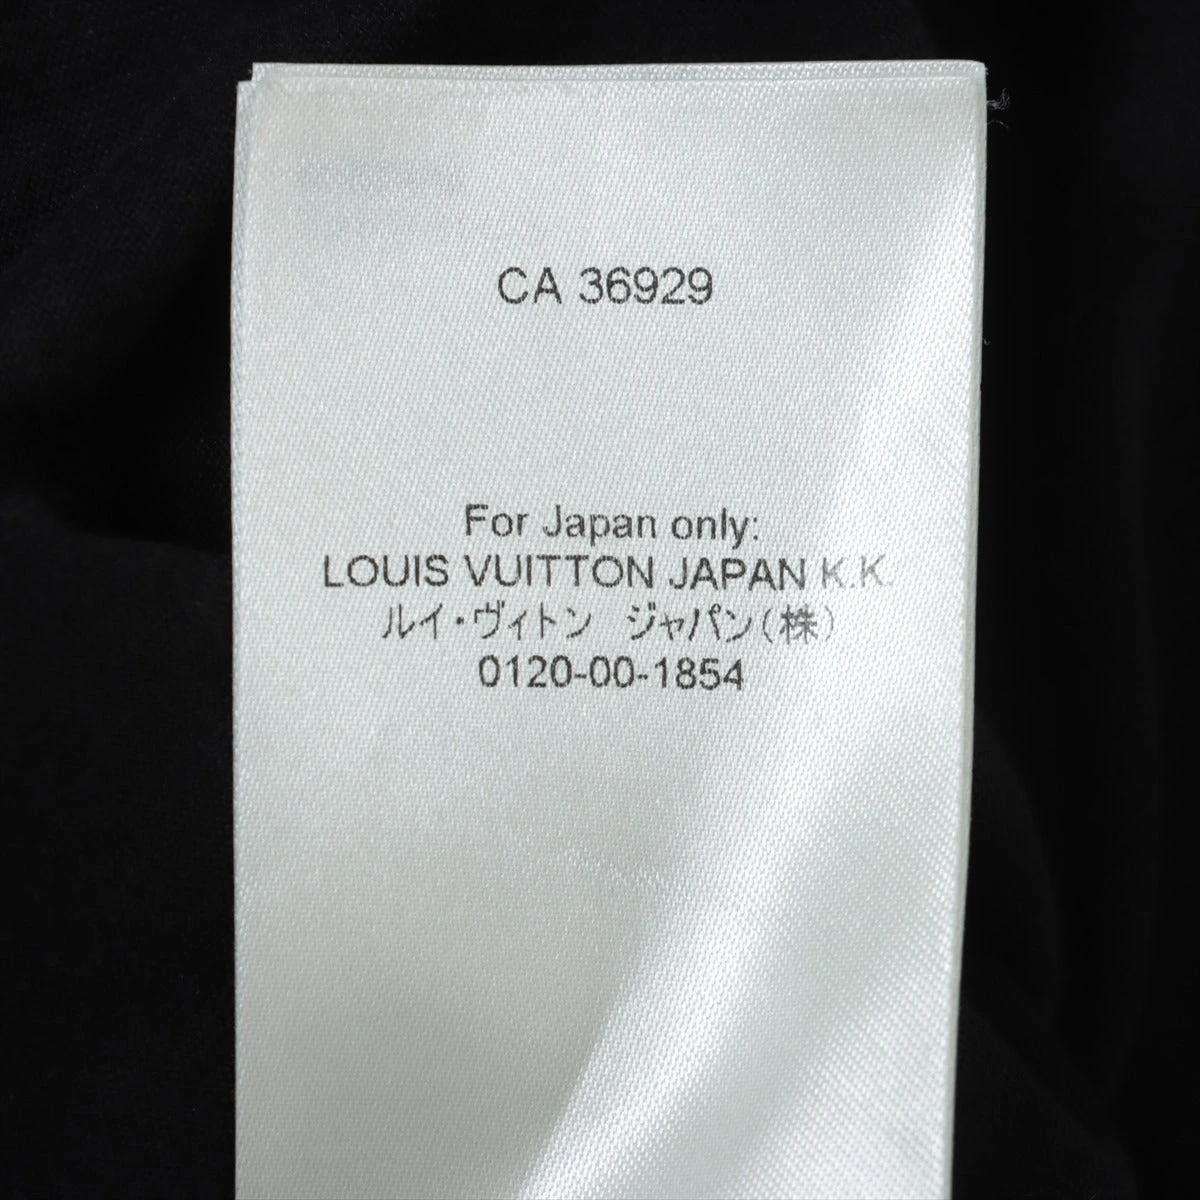 CA 36929
For Japan only:
LOUIS VUITTON JAPAN K.K.
ルイ・ヴィトン ジャパン(株)
0120-00-1854